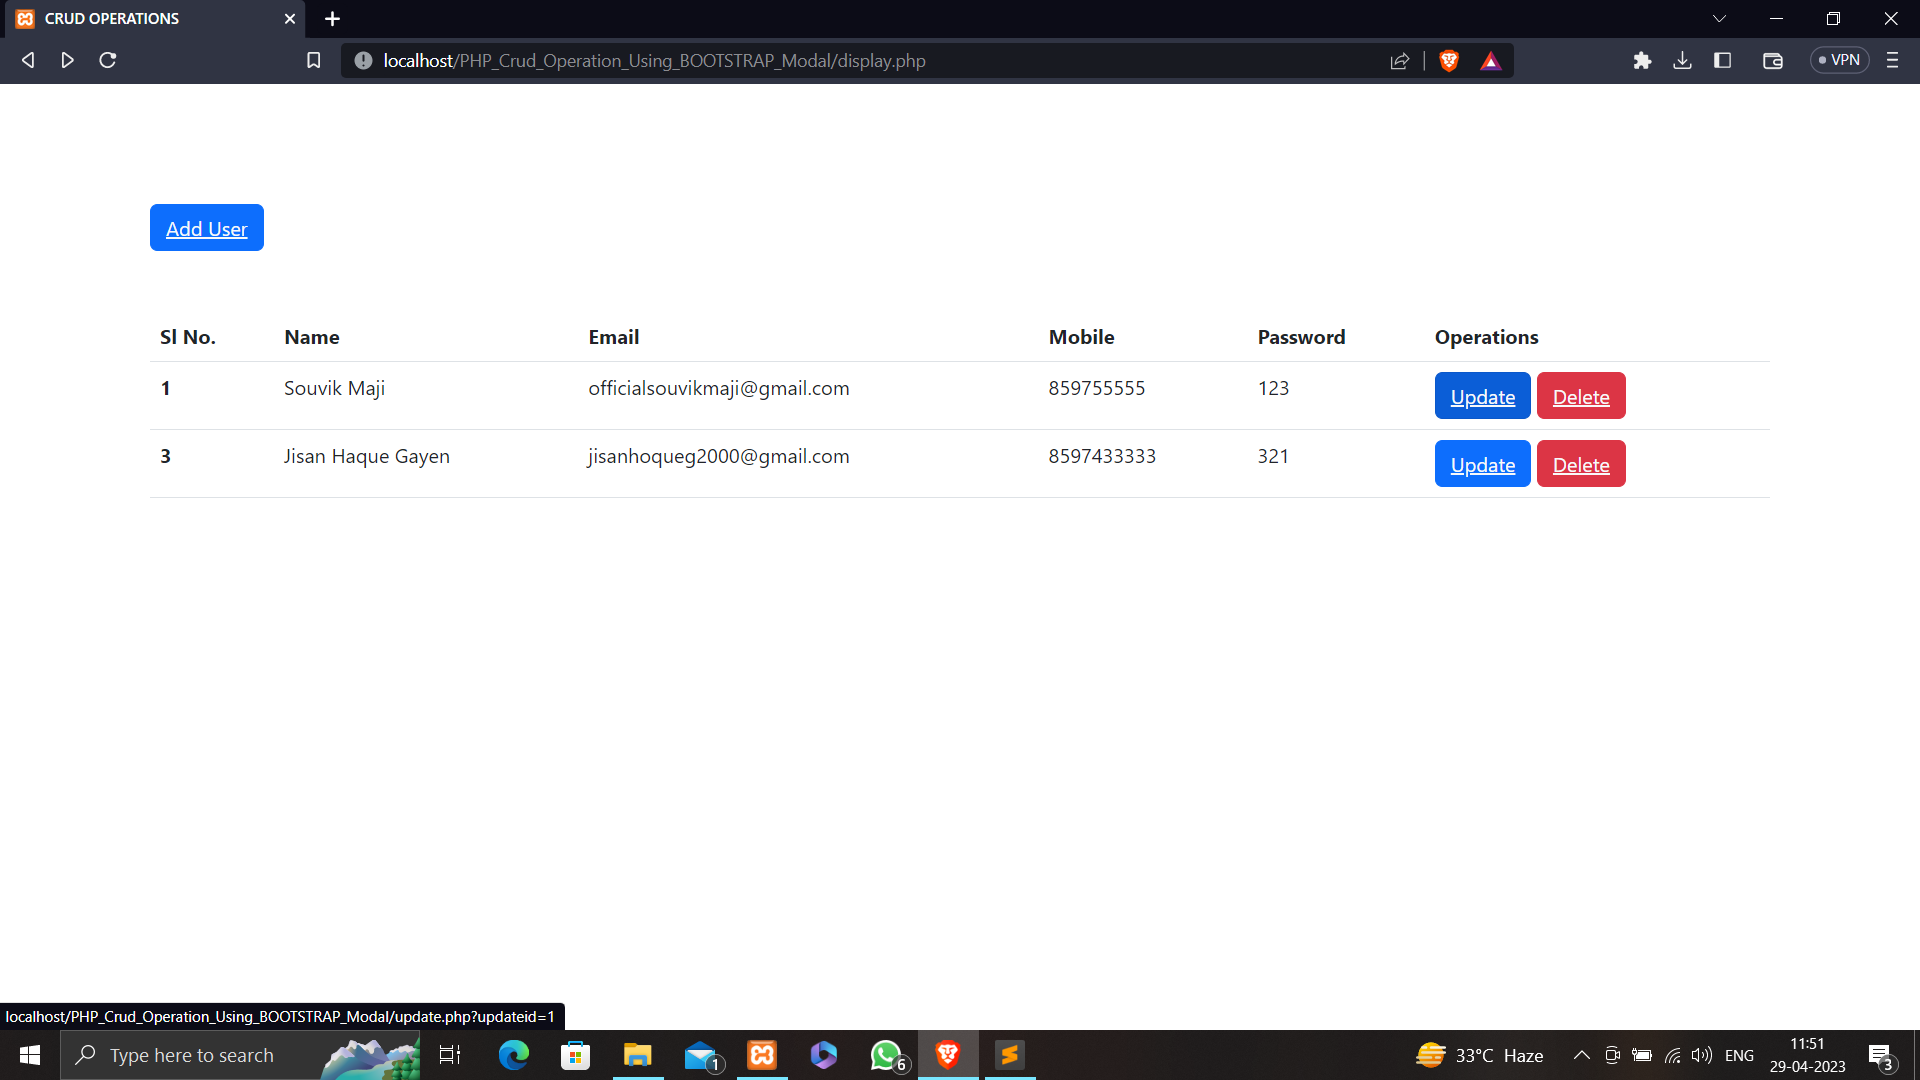 CRUD OPERATIONS
localhost/PHP_Crud_Operation_Using_BOOTSTRAP_Modal/display.php
VPN
Add User
Sl No. Name Email Mobile Password Operations
1 Souvik Maji officialsouvikmaji@gmail.com 859755555 123 Update Delete
3 Jisan Haque Gayen jisanhoqueg2000@gmail.com 8597433333 321 Update Delete
localhost/PHP_Crud_Operation_Using_BOOTSTRAP_Modal/update.php?updateid=1
Type here to search 1 6 33°C Haze ENG 11:51
29-04-2023 3